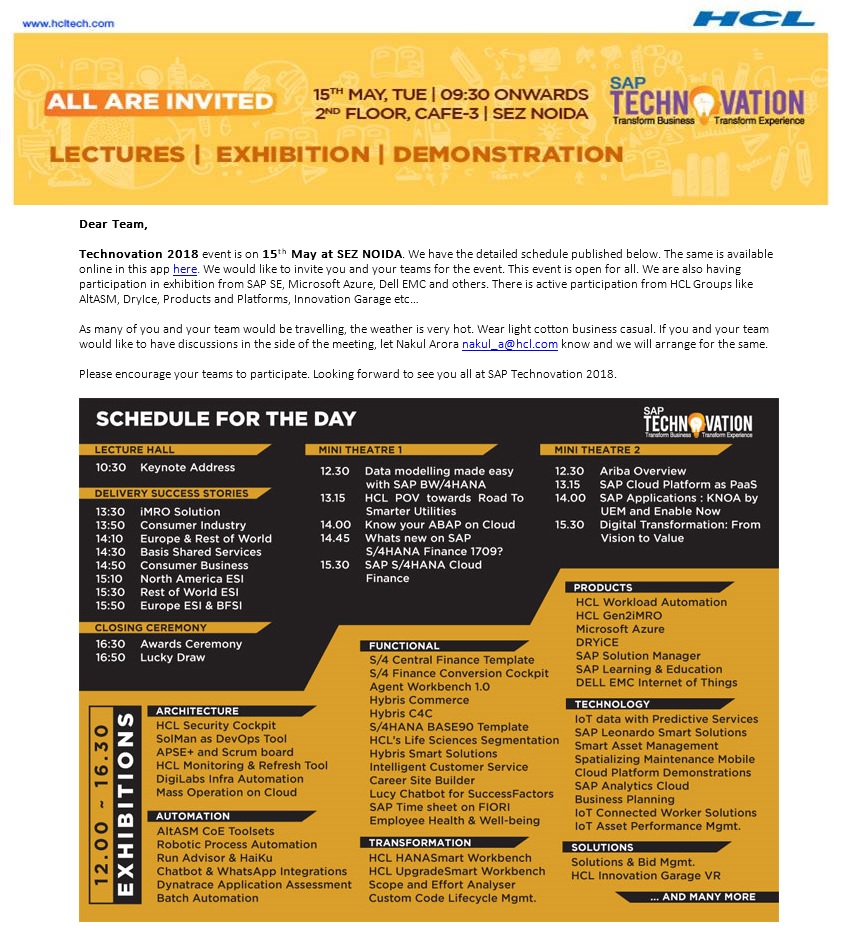 www.hcltech.com
HCL
ALL ARE INVITED
15TH MAY, TUE | 09:30 ONWARDS
2ND FLOOR, CAFE-3 | SEZ NOIDA
SAP
TECHNOVATION
Transform Business Transform Experience
LECTURES | EXHIBITION | DEMONSTRATION
Dear Team,
Technovation 2018 event is on 15th May at SEZ NOIDA. We have the detailed schedule published below. The same is available
online in this app here. We would like to invite you and your teams for the event. This event is open for all. We are also having
participation in exhibition from SAP SE, Microsoft Azure, Dell EMC and others. There is active participation from HCL Groups like
AltASM, DryIce, Products and Platforms, Innovation Garage etc...
As many of you and your team would be travelling, the weather is very hot. Wear light cotton business casual. If you and your team
would like to have discussions in the side of the meeting, let Nakul Arora nakul_a@hcl.com know and we will arrange for the same.
Please encourage your teams to participate. Looking forward to see you all at SAP Technovation 2018.
SCHEDULE FOR THE DAY
SAP
TECHNOVATION
Transform Business Transform Experience
LECTURE HALL
10:30 Keynote Address
DELIVERY SUCCESS STORIES
13:30 iMRO Solution
13:50 Consumer Industry
14:10 Europe & Rest of World
14:30 Basis Shared Services
14:50 Consumer Business
15:10 North America ESI
15:30 Rest of World ESI
15:50 Europe ESI & BFSI
CLOSING CEREMONY
16:30 Awards Ceremony
16:50 Lucky Draw
MINI THEATRE 1
12.30 Data modelling made easy
with SAP BW/4HANA
13.15 HCL POV towards Road To
Smarter Utilities
14.00 Know your ABAP on Cloud
14.45 Whats new on SAP
S/4HANA Finance 1709?
15.30 SAP S/4HANA Cloud
Finance
MINI THEATRE 2
12.30 Ariba Overview
13.15 SAP Cloud Platform as PaaS
14.00 SAP Applications : KNOA by
UEM and Enable Now
15.30 Digital Transformation: From
Vision to Value
12.00 ~ 16.30
EXHIBITIONS
ARCHITECTURE
HCL Security Cockpit
SolMan as DevOps Tool
APSE+ and Scrum board
HCL Monitoring & Refresh Tool
DigiLabs Infra Automation
Mass Operation on Cloud
AUTOMATION
AltASM CoE Toolsets
Robotic Process Automation
Run Advisor & HaiKu
Chatbot & WhatsApp Integrations
Dynatrace Application Assessment
Batch Automation
FUNCTIONAL
S/4 Central Finance Template
S/4 Finance Conversion Cockpit
Agent Workbench 1.0
Hybris Commerce
Hybris C4C
S/4HANA BASE90 Template
HCL's Life Sciences Segmentation
Hybris Smart Solutions
Intelligent Customer Service
Career Site Builder
Lucy Chatbot for SuccessFactors
SAP Time sheet on FIORI
Employee Health & Well-being
TRANSFORMATION
HCL HANASmart Workbench
HCL UpgradeSmart Workbench
Scope and Effort Analyser
Custom Code Lifecycle Mgmt.
PRODUCTS
HCL Workload Automation
HCL Gen2iMRO
Microsoft Azure
DRYiCE
SAP Solution Manager
SAP Learning & Education
DELL EMC Internet of Things
TECHNOLOGY
IoT data with Predictive Services
SAP Leonardo Smart Solutions
Smart Asset Management
Spatializing Maintenance Mobile
Cloud Platform Demonstrations
SAP Analytics Cloud
Business Planning
IoT Connected Worker Solutions
IoT Asset Performance Mgmt.
SOLUTIONS
Solutions & Bid Mgmt.
HCL Innovation Garage VR
... AND MANY MORE